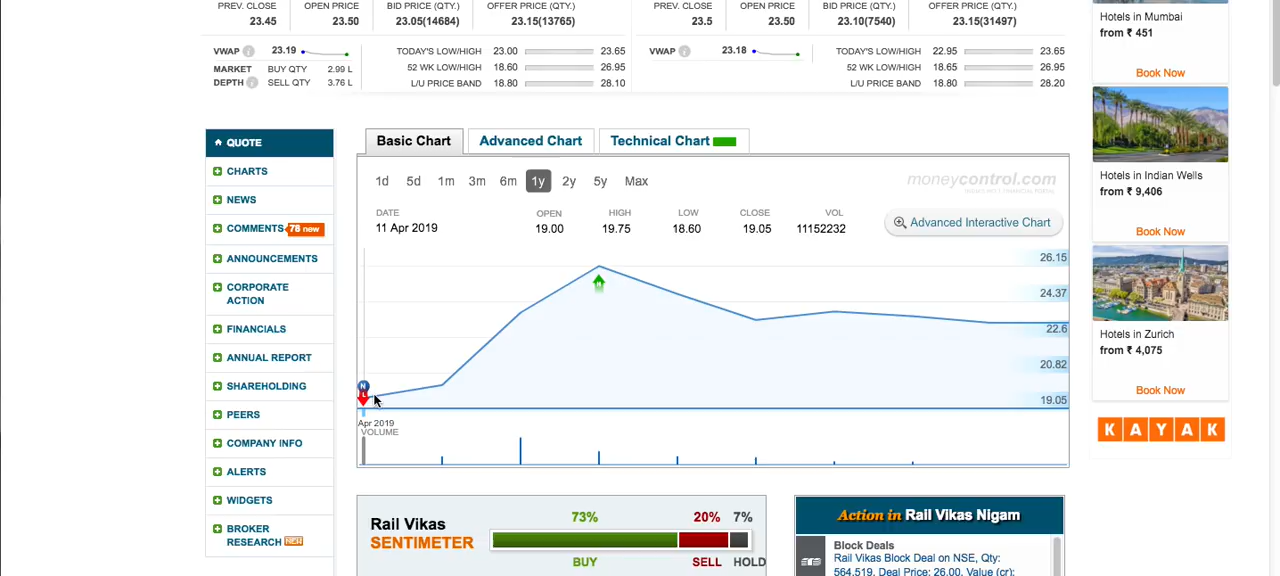 PREV. CLOSE OPEN PRICE BID PRICE (QTY.) OFFER PRICE (QTY.)
23.45 23.50 23.05(14684) 23.15(13765)
PREV. CLOSE OPEN PRICE BID PRICE (QTY.) OFFER PRICE (QTY.)
23.5 23.50 23.10(7540) 23.15(31497)
VWAP 23.19
MARKET DEPTH
BUY QTY 2.99 L
SELL QTY 3.76 L
TODAY'S LOW/HIGH 23.00 23.65
52 WK LOW/HIGH 18.60 26.95
L/U PRICE BAND 18.80 28.10
VWAP 23.18
TODAY'S LOW/HIGH 22.95 23.65
52 WK LOW/HIGH 18.65 26.95
L/U PRICE BAND 18.80 28.20
QUOTE
CHARTS
NEWS
COMMENTS 78 new
ANNOUNCEMENTS
CORPORATE
ACTION
FINANCIALS
ANNUAL REPORT
SHAREHOLDING
PEERS
COMPANY INFO
ALERTS
WIDGETS
BROKER
RESEARCH NEW
Basic Chart Advanced Chart Technical Chart
1d 5d 1m 3m 6m 1y 2y 5y Max
moneycontrol.com
DATE OPEN HIGH LOW CLOSE VOL
11 Apr 2019 19.00 19.75 18.60 19.05 11152232
Advanced Interactive Chart
26.15
24.37
22.6
20.82
19.05
N
L
H
Apr 2019
VOLUME
Rail Vikas
SENTIMETER
73% 20% 7%
BUY SELL HOLD
Action in Rail Vikas Nigam
Block Deals
Rail Vikas Block Deal on NSE, Qty:
564,519, Deal Price: 26.00, Value (cr):
Hotels in Mumbai
from ₹ 451
Book Now
Hotels in Indian Wells
from ₹ 9,406
Book Now
Hotels in Zurich
from ₹ 4,075
Book Now
KAYAK